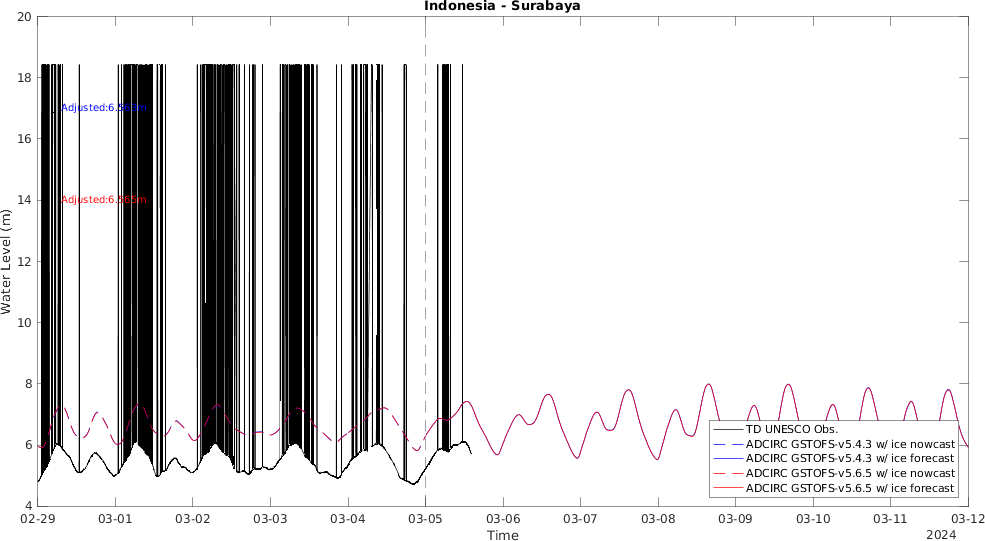 Indonesia - Surabaya
20
18
16
14
12
10
8
6
4
Water Level (m)
Adjusted:6.
Adjusted:6.
02-29
03-01
03-02
03-03
03-04
03-05
03-06
03-07
03-08
03-09
03-10
03-11
03-12
Time
2024
TD UNESCO Obs.
ADCIRC GSTOFS-v5.4.3 w/ ice nowcast
ADCIRC GSTOFS-v5.4.3 w/ ice forecast
ADCIRC GSTOFS-v5.6.5 w/ ice nowcast
ADCIRC GSTOFS-v5.6.5 w/ ice forecast